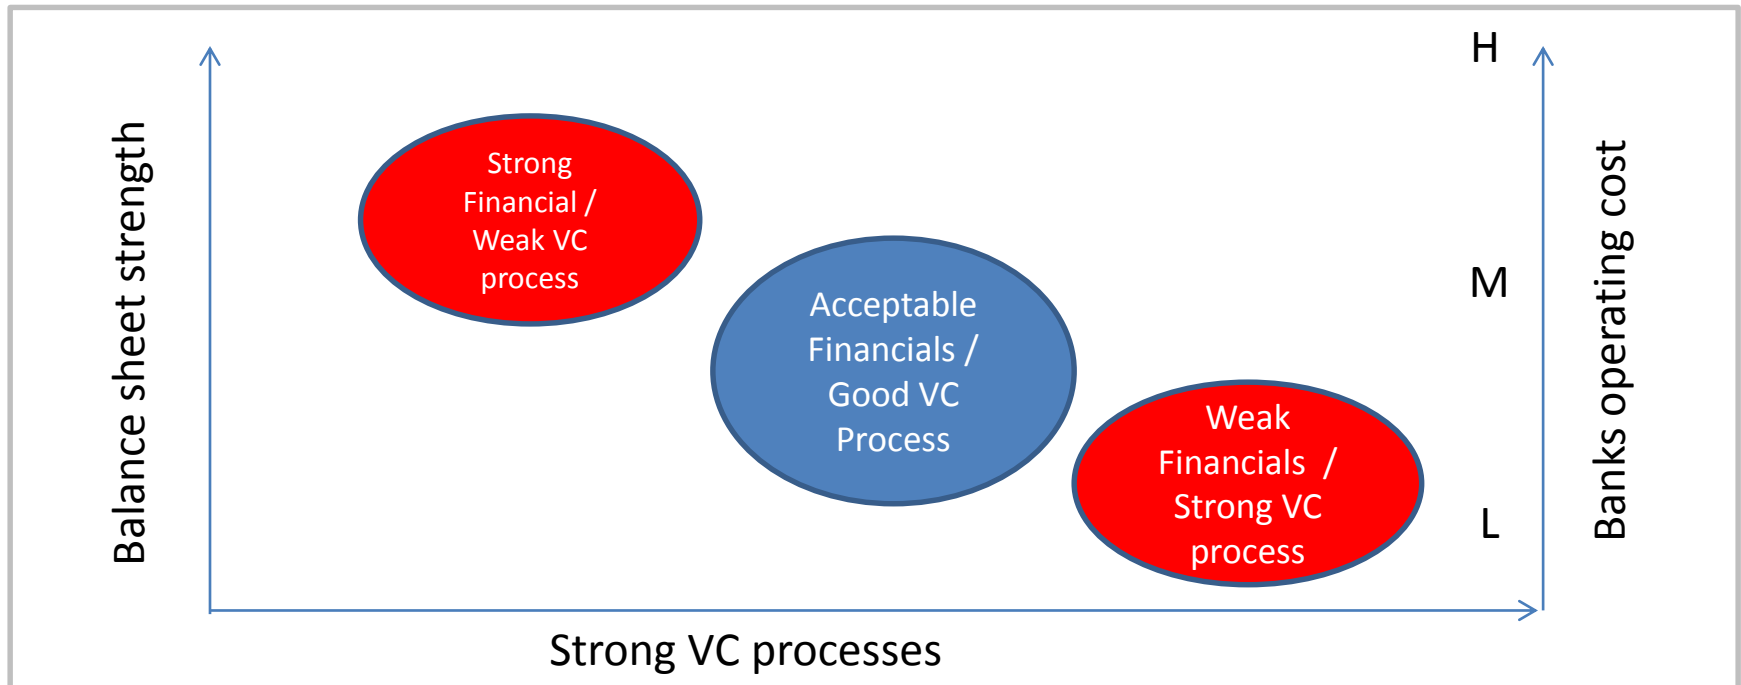 Balance sheet strength
Strong
Financial /
Weak VC
process
Acceptable
Financials /
Good VC
Process
Weak
Financials /
Strong VC
process
H
M
L
Banks operating cost
Strong VC processes